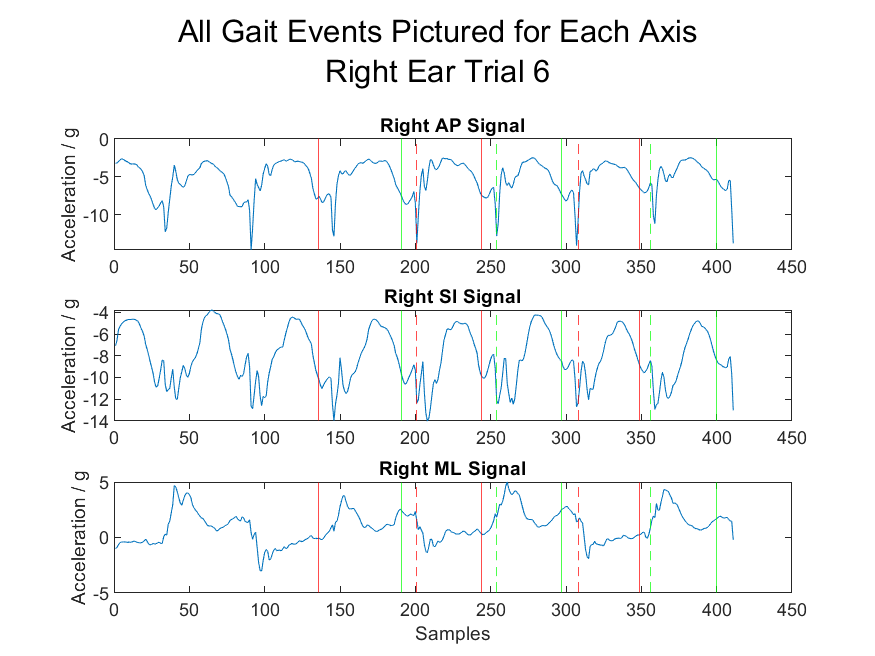 All Gait Events Pictured for Each Axis
Right Ear Trial 6
Right AP Signal
Acceleration / g
0
-5
-10
0 50 100 150 200 250 300 350 400 450
Right SI Signal
Acceleration / g
-4
-6
-8
-10
-12
-14
0 50 100 150 200 250 300 350 400 450
Right ML Signal
Acceleration / g
5
0
-5
0 50 100 150 200 250 300 350 400 450
Samples